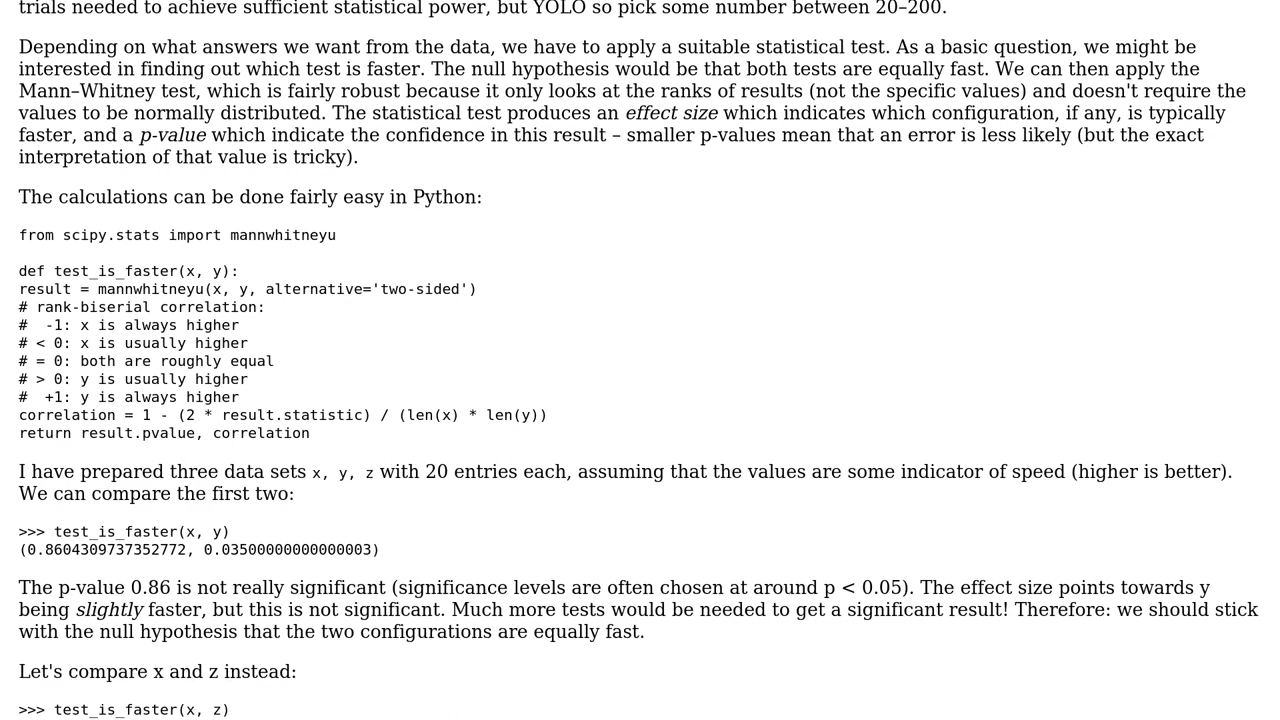 trials needed to achieve sufficient statistical power, but YOLO so pick some number between 20–200.
Depending on what answers we want from the data, we have to apply a suitable statistical test. As a basic question, we might be
interested in finding out which test is faster. The null hypothesis would be that both tests are equally fast. We can then apply the
Mann–Whitney test, which is fairly robust because it only looks at the ranks of results (not the specific values) and doesn't require the
values to be normally distributed. The statistical test produces an effect size which indicates which configuration, if any, is typically
faster, and a p-value which indicate the confidence in this result – smaller p-values mean that an error is less likely (but the exact
interpretation of that value is tricky).
The calculations can be done fairly easy in Python:
from scipy.stats import mannwhitneyu
def test_is_faster(x, y):
result = mannwhitneyu(x, y, alternative='two-sided')
# rank-biserial correlation:
#  -1: x is always higher
# < 0: x is usually higher
# = 0: both are roughly equal
# > 0: y is usually higher
#  +1: y is always higher
correlation = 1 - (2 * result.statistic) / (len(x) * len(y))
return result.pvalue, correlation
I have prepared three data sets x, y, z with 20 entries each, assuming that the values are some indicator of speed (higher is better).
We can compare the first two:
>>> test_is_faster(x, y)
(0.8604309737352772, 0.03500000000000003)
The p-value 0.86 is not really significant (significance levels are often chosen at around p < 0.05). The effect size points towards y
being slightly faster, but this is not significant. Much more tests would be needed to get a significant result! Therefore: we should stick
with the null hypothesis that the two configurations are equally fast.
Let's compare x and z instead:
>>> test_is_faster(x, z)